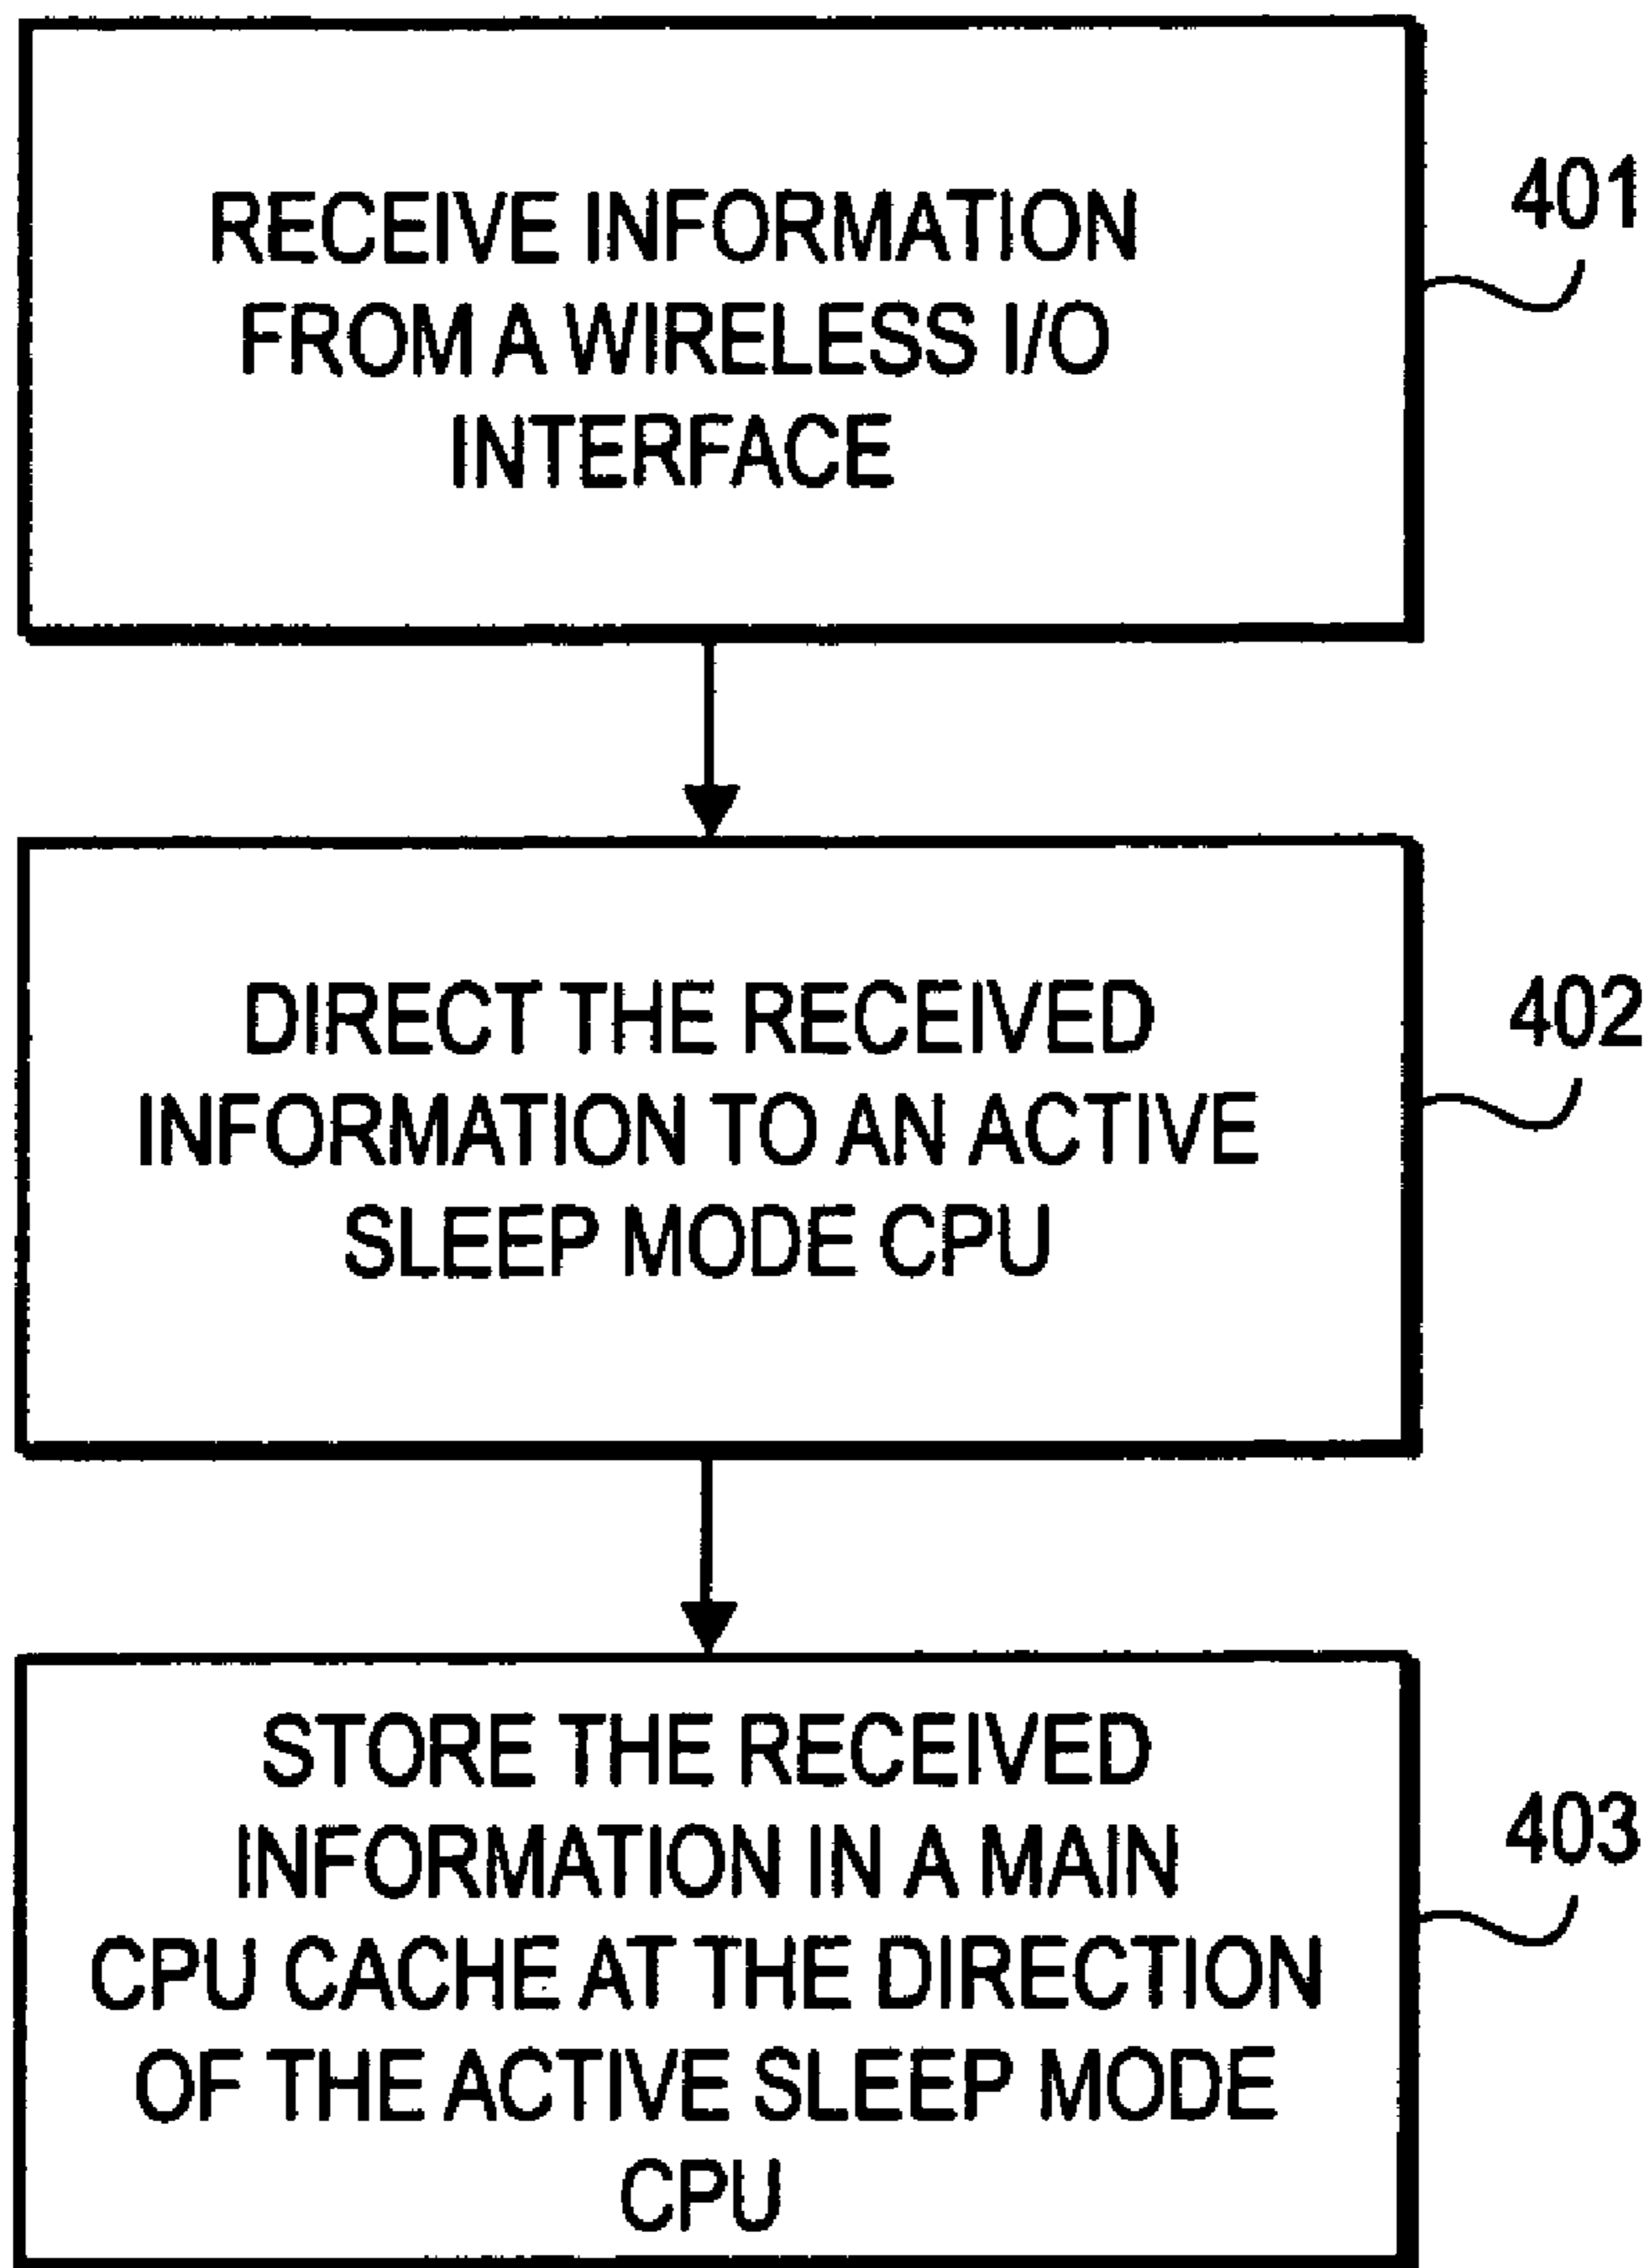 RECEIVE INFORMATION
FROM A WIRELESS I/O
INTERFACE
401
DIRECT THE RECEIVED
INFORMATION TO AN ACTIVE
SLEEP MODE CPU
402
STORE THE RECEIVED
INFORMATION IN A MAIN
CPU CACHE AT THE DIRECTION
OF THE ACTIVE SLEEP MODE
CPU
403